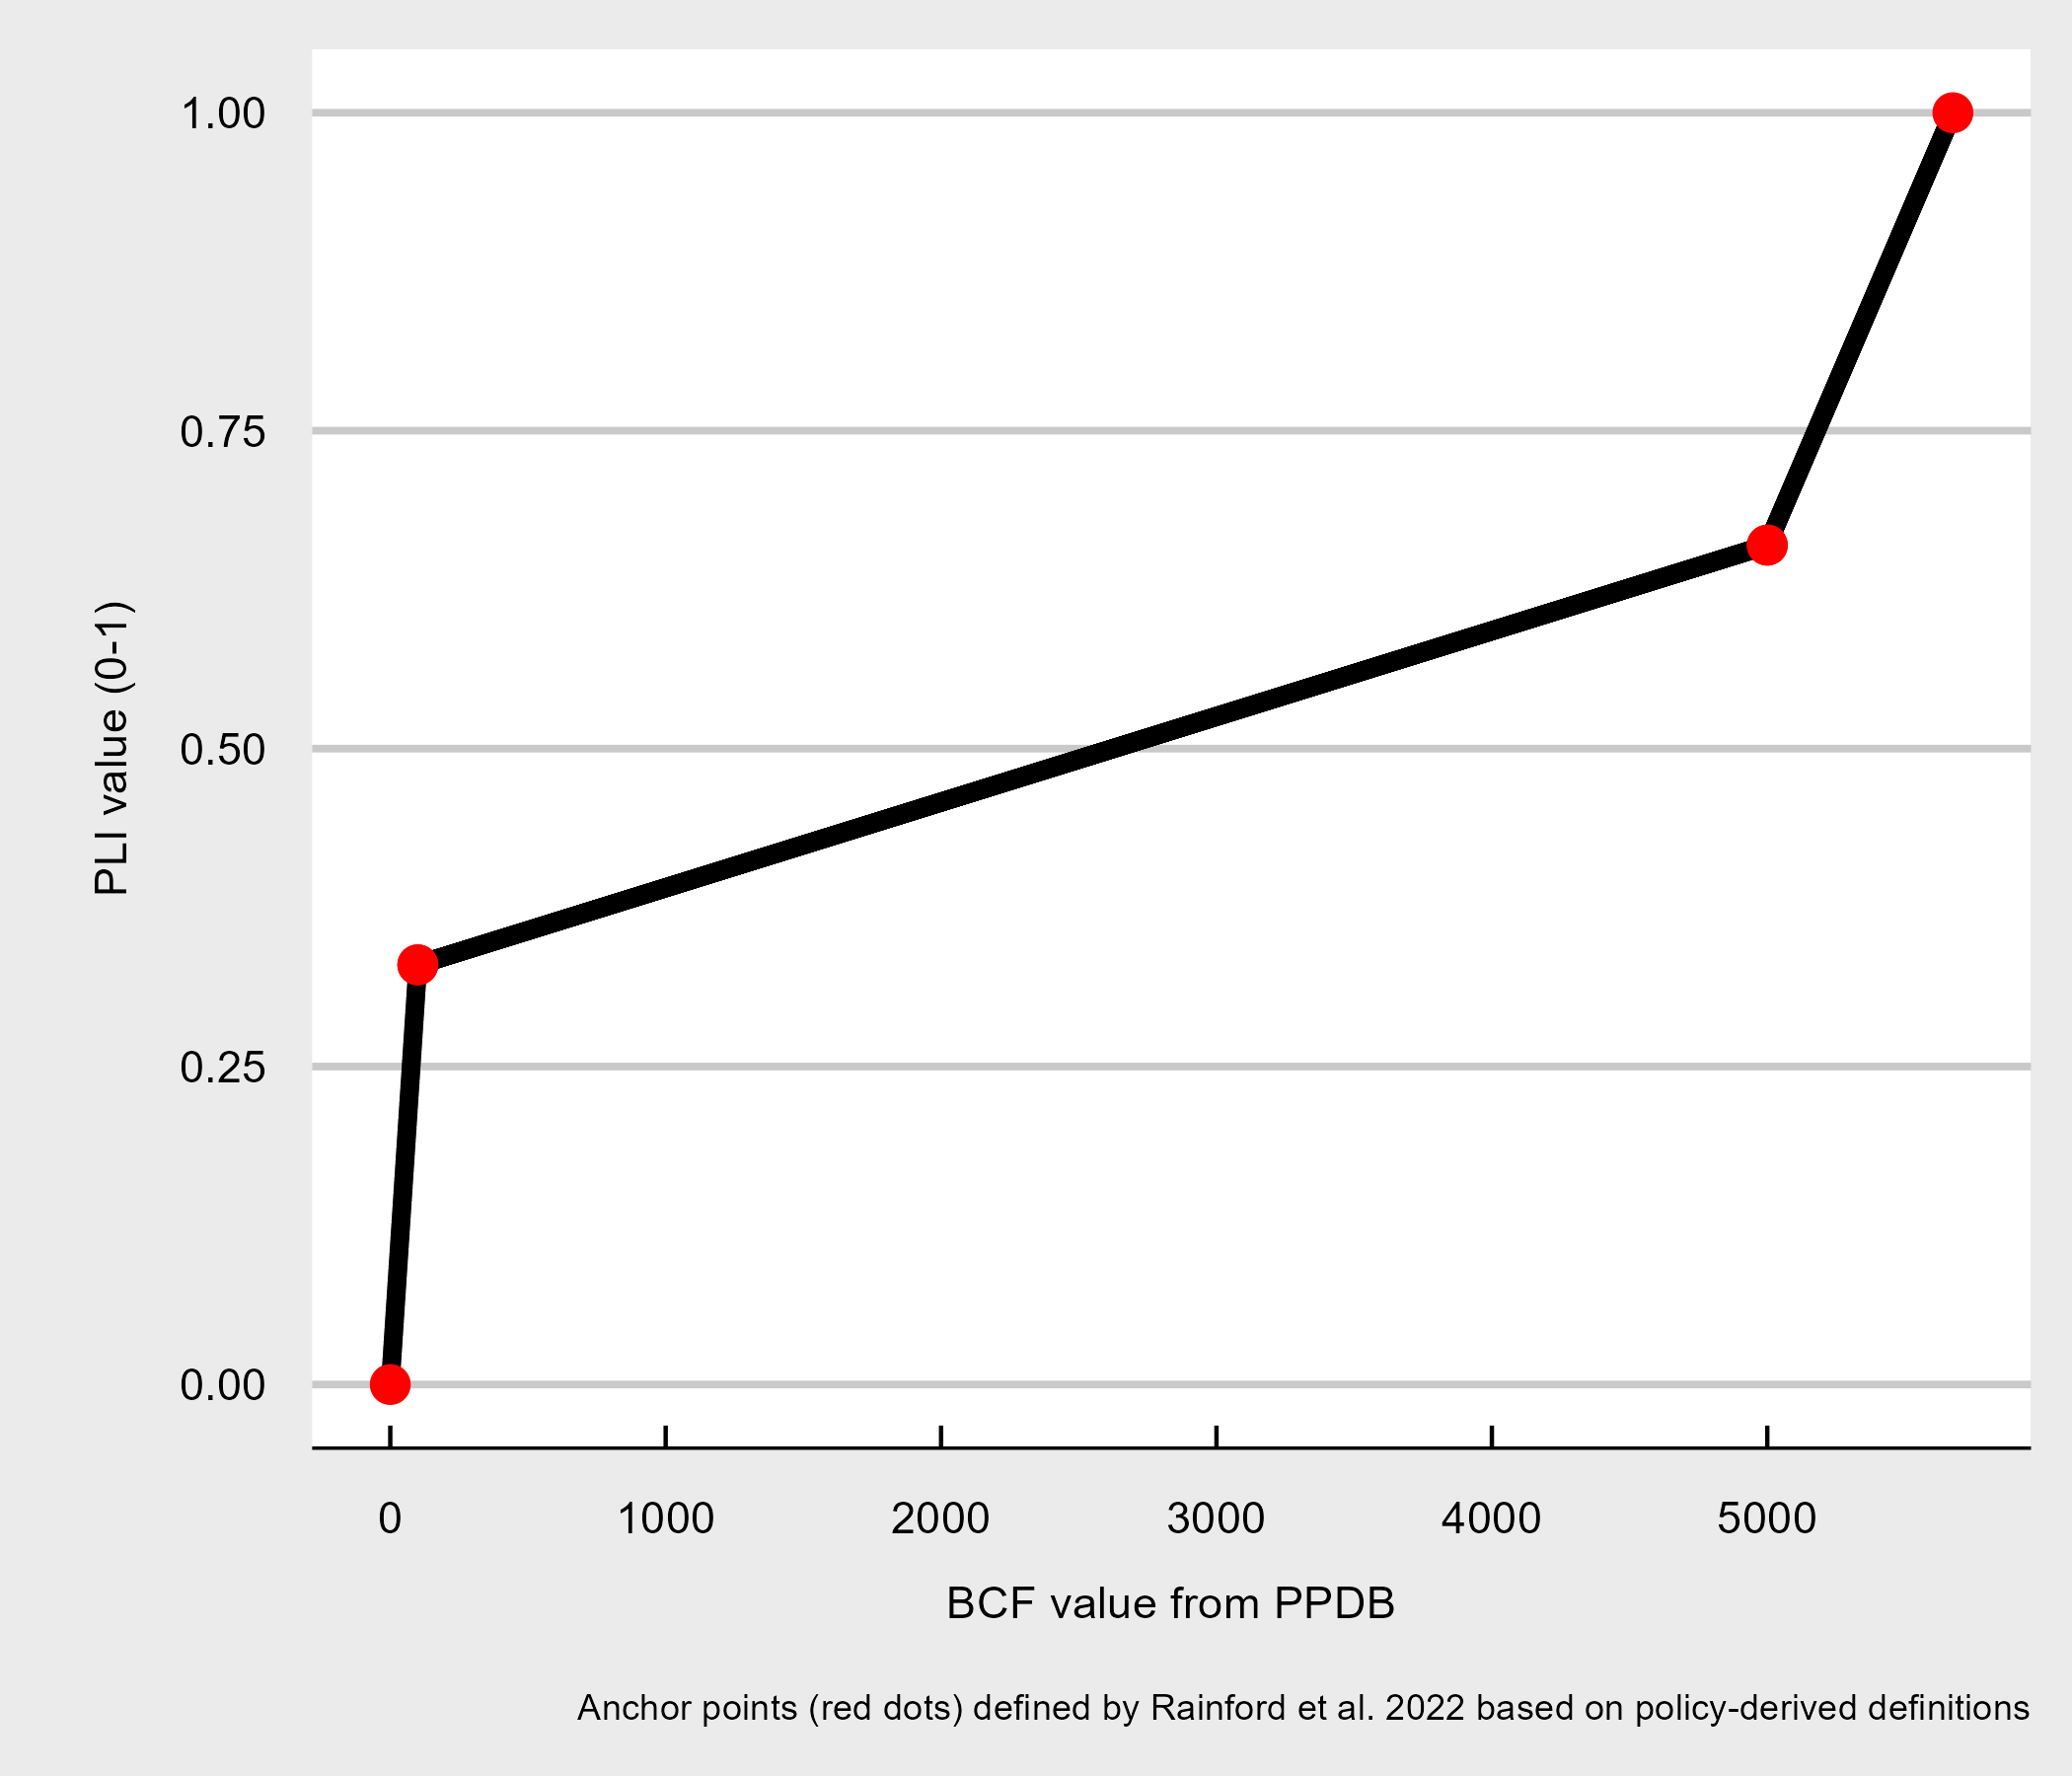 1.00
0.75
0.50
0.25
0.00
PLI value (0-1)
0 1000 2000 3000 4000 5000
BCF value from PPDB
Anchor points (red dots) defined by Rainford et al. 2022 based on policy-derived definitions